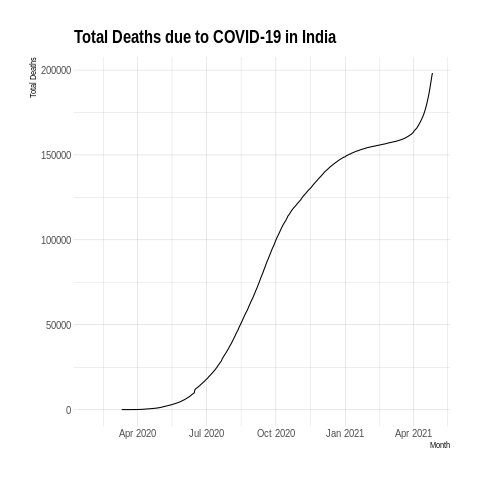 Total Deaths due to COVID-19 in India
Total Deaths
200000
150000
100000
50000
0
Apr 2020 Jul 2020 Oct 2020 Jan 2021 Apr 2021
Month